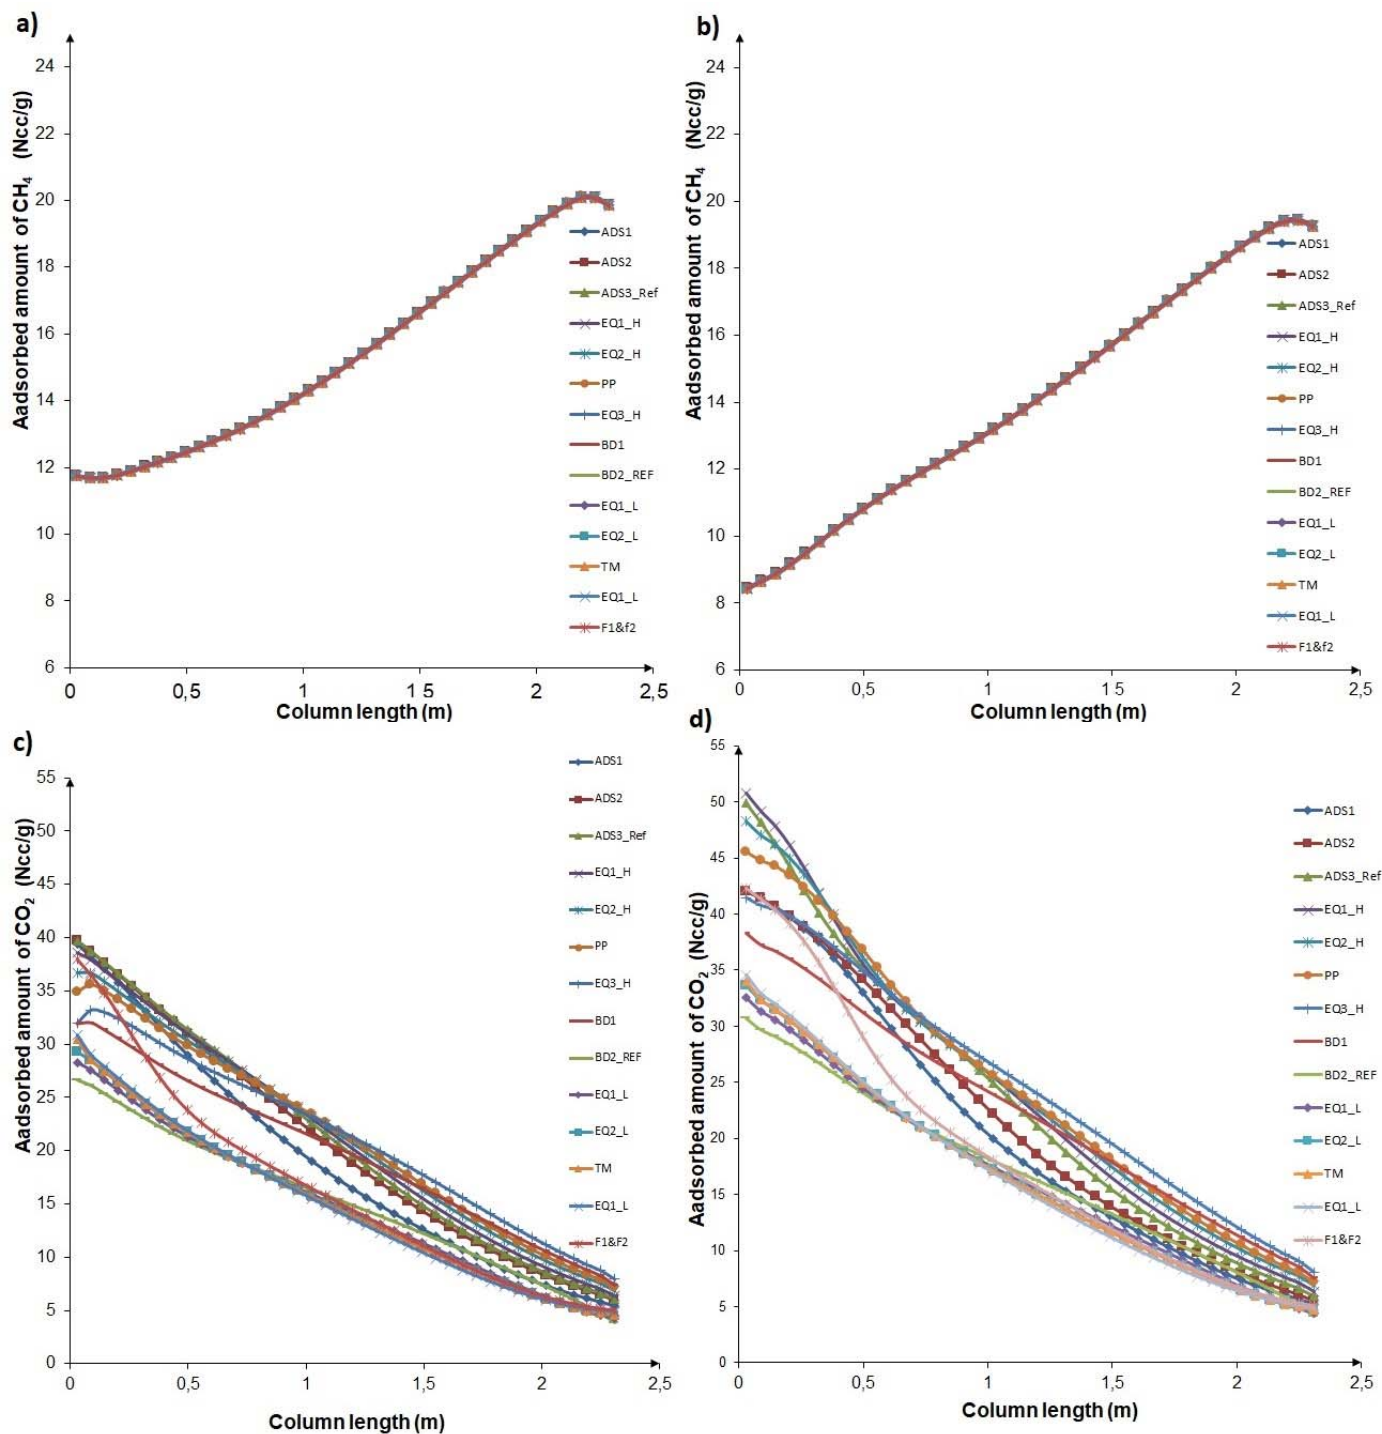 a)
Aadsorbed amount of CH4 (Ncc/g)
24
22
20
18
16
14
12
10
8
6
0
0,5
1
1,5
2
2,5
Column length (m)
ADS1
ADS2
ADS3_Ref
EQ1_H
EQ2_H
PP
EQ3_H
BD1
BD2_REF
EQ1_L
EQ2_L
TM
EQ1_L
F1&f2
b)
Aadsorbed amount of CH4 (Ncc/g)
24
22
20
18
16
14
12
10
8
6
0
0,5
1
1,5
2
2,5
Column length (m)
ADS1
ADS2
ADS3_Ref
EQ1_H
EQ2_H
PP
EQ3_H
BD1
BD2_REF
EQ1_L
EQ2_L
TM
EQ1_L
F1&f2
c)
Aadsorbed amount of CO2 (Ncc/g)
55
50
45
40
35
30
25
20
15
10
5
0
0
0,5
1
1,5
2
2,5
Column length (m)
ADS1
ADS2
ADS3_Ref
EQ1_H
EQ2_H
PP
EQ3_H
BD1
BD2_REF
EQ1_L
EQ2_L
TM
EQ1_L
F1&F2
d)
Aadsorbed amount of CO2 (Ncc/g)
55
50
45
40
35
30
25
20
15
10
5
0
0
0,5
1
1,5
2
2,5
Column length (m)
ADS1
ADS2
ADS3_Ref
EQ1_H
EQ2_H
PP
EQ3_H
BD1
BD2_REF
EQ1_L
EQ2_L
TM
EQ1_L
F1&F2